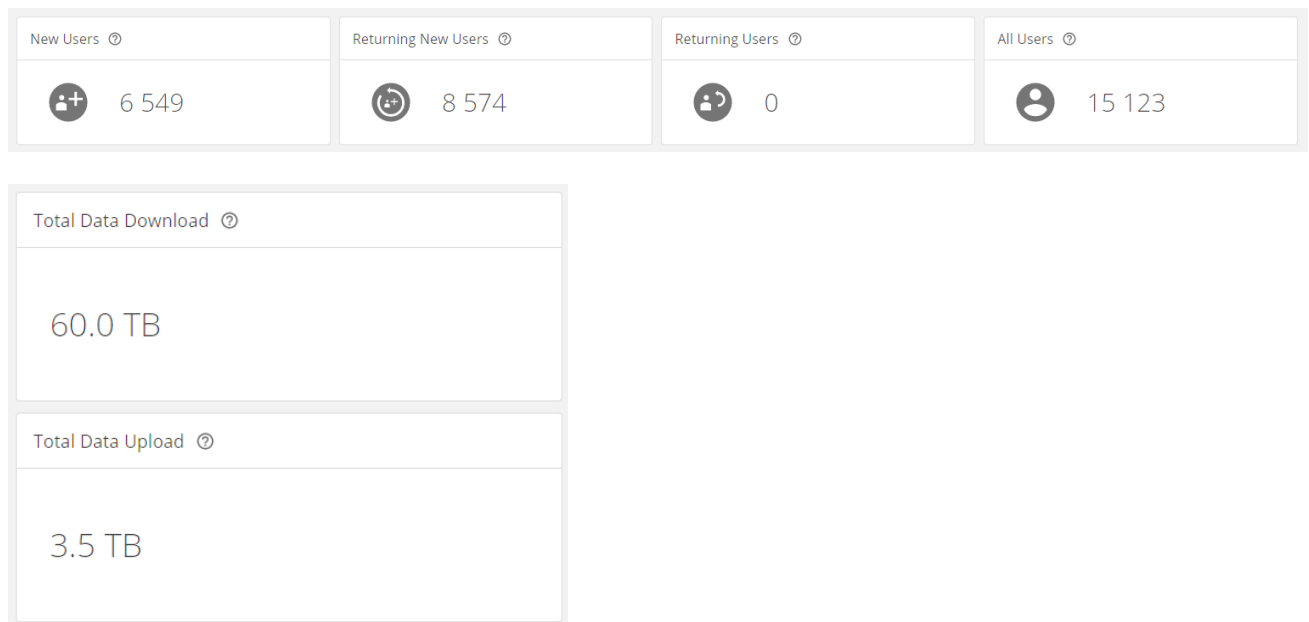 New Users
Returning New Users
Returning Users
All Users
6 549
8 574
0
15 123
Total Data Download
60.0 TB
Total Data Upload
3.5 TB